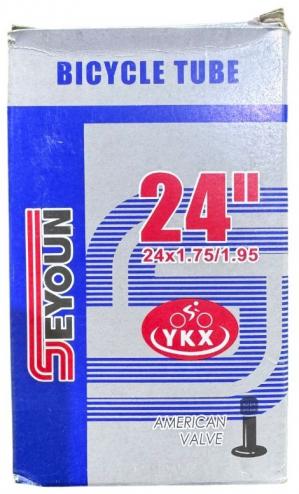 BICYCLE TUBE
24"
24x1.75/1.95
SEYOUN
YKX
AMERICAN
VALVE